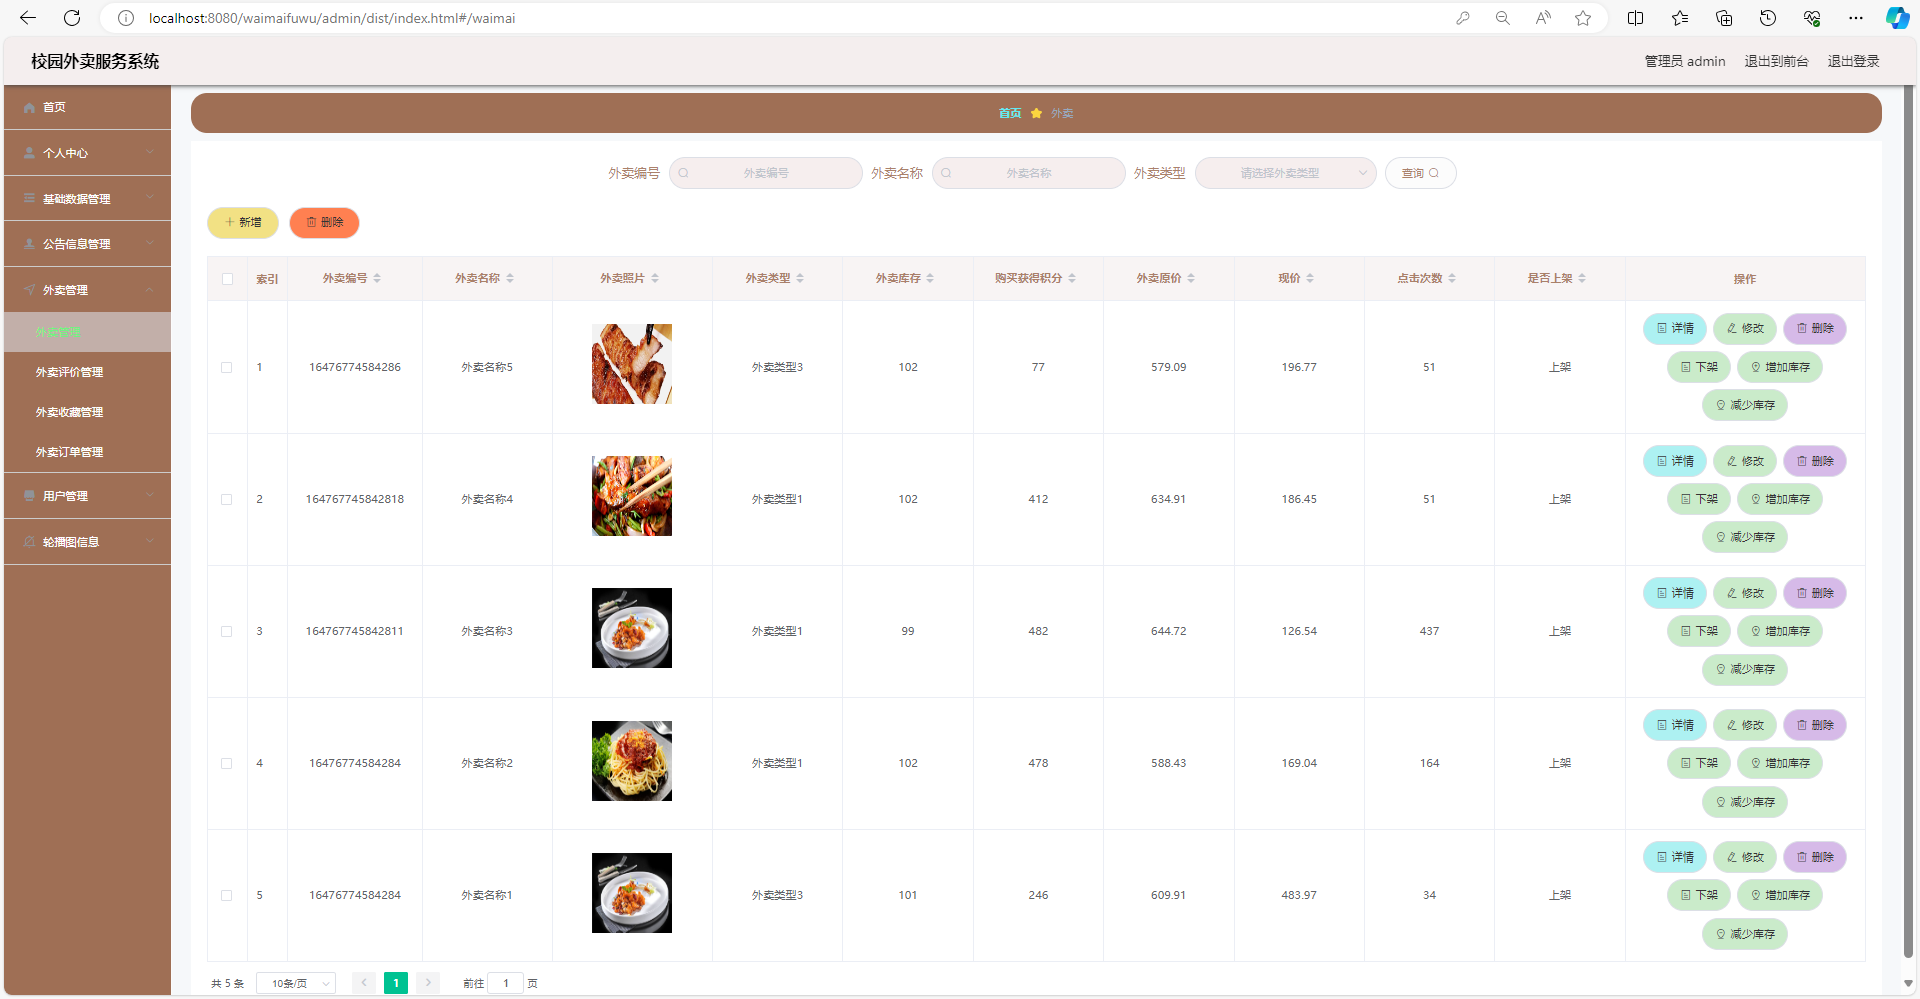 localhost:8080/waimaifuwu/admin/dist/index.html#/waimai
校园外卖服务系统
管理员 admin 退出到前台 退出登录
首页
个人中心
基础数据管理
公告信息管理
外卖管理
外卖管理
外卖评价管理
外卖收藏管理
外卖订单管理
用户管理
轮播图信息
首页 外卖
外卖编号 外卖编号 外卖名称 外卖名称 外卖类型 请选择外卖类型 查询
新增 删除
索引 外卖编号 外卖名称 外卖照片 外卖类型 外卖库存 购买获得积分 外卖原价 现价 点击次数 是否上架 操作
1 16476774584286 外卖名称5 外卖类型3 102 77 579.09 196.77 51 上架
详情 修改 删除
下架 增加库存
减少库存
2 164767745842818 外卖名称4 外卖类型1 102 412 634.91 186.45 51 上架
详情 修改 删除
下架 增加库存
减少库存
3 164767745842811 外卖名称3 外卖类型1 99 482 644.72 126.54 437 上架
详情 修改 删除
下架 增加库存
减少库存
4 16476774584284 外卖名称2 外卖类型1 102 478 588.43 169.04 164 上架
详情 修改 删除
下架 增加库存
减少库存
5 16476774584284 外卖名称1 外卖类型3 101 246 609.91 483.97 34 上架
详情 修改 删除
下架 增加库存
减少库存
共 5 条 10条/页 1 前往 1 页